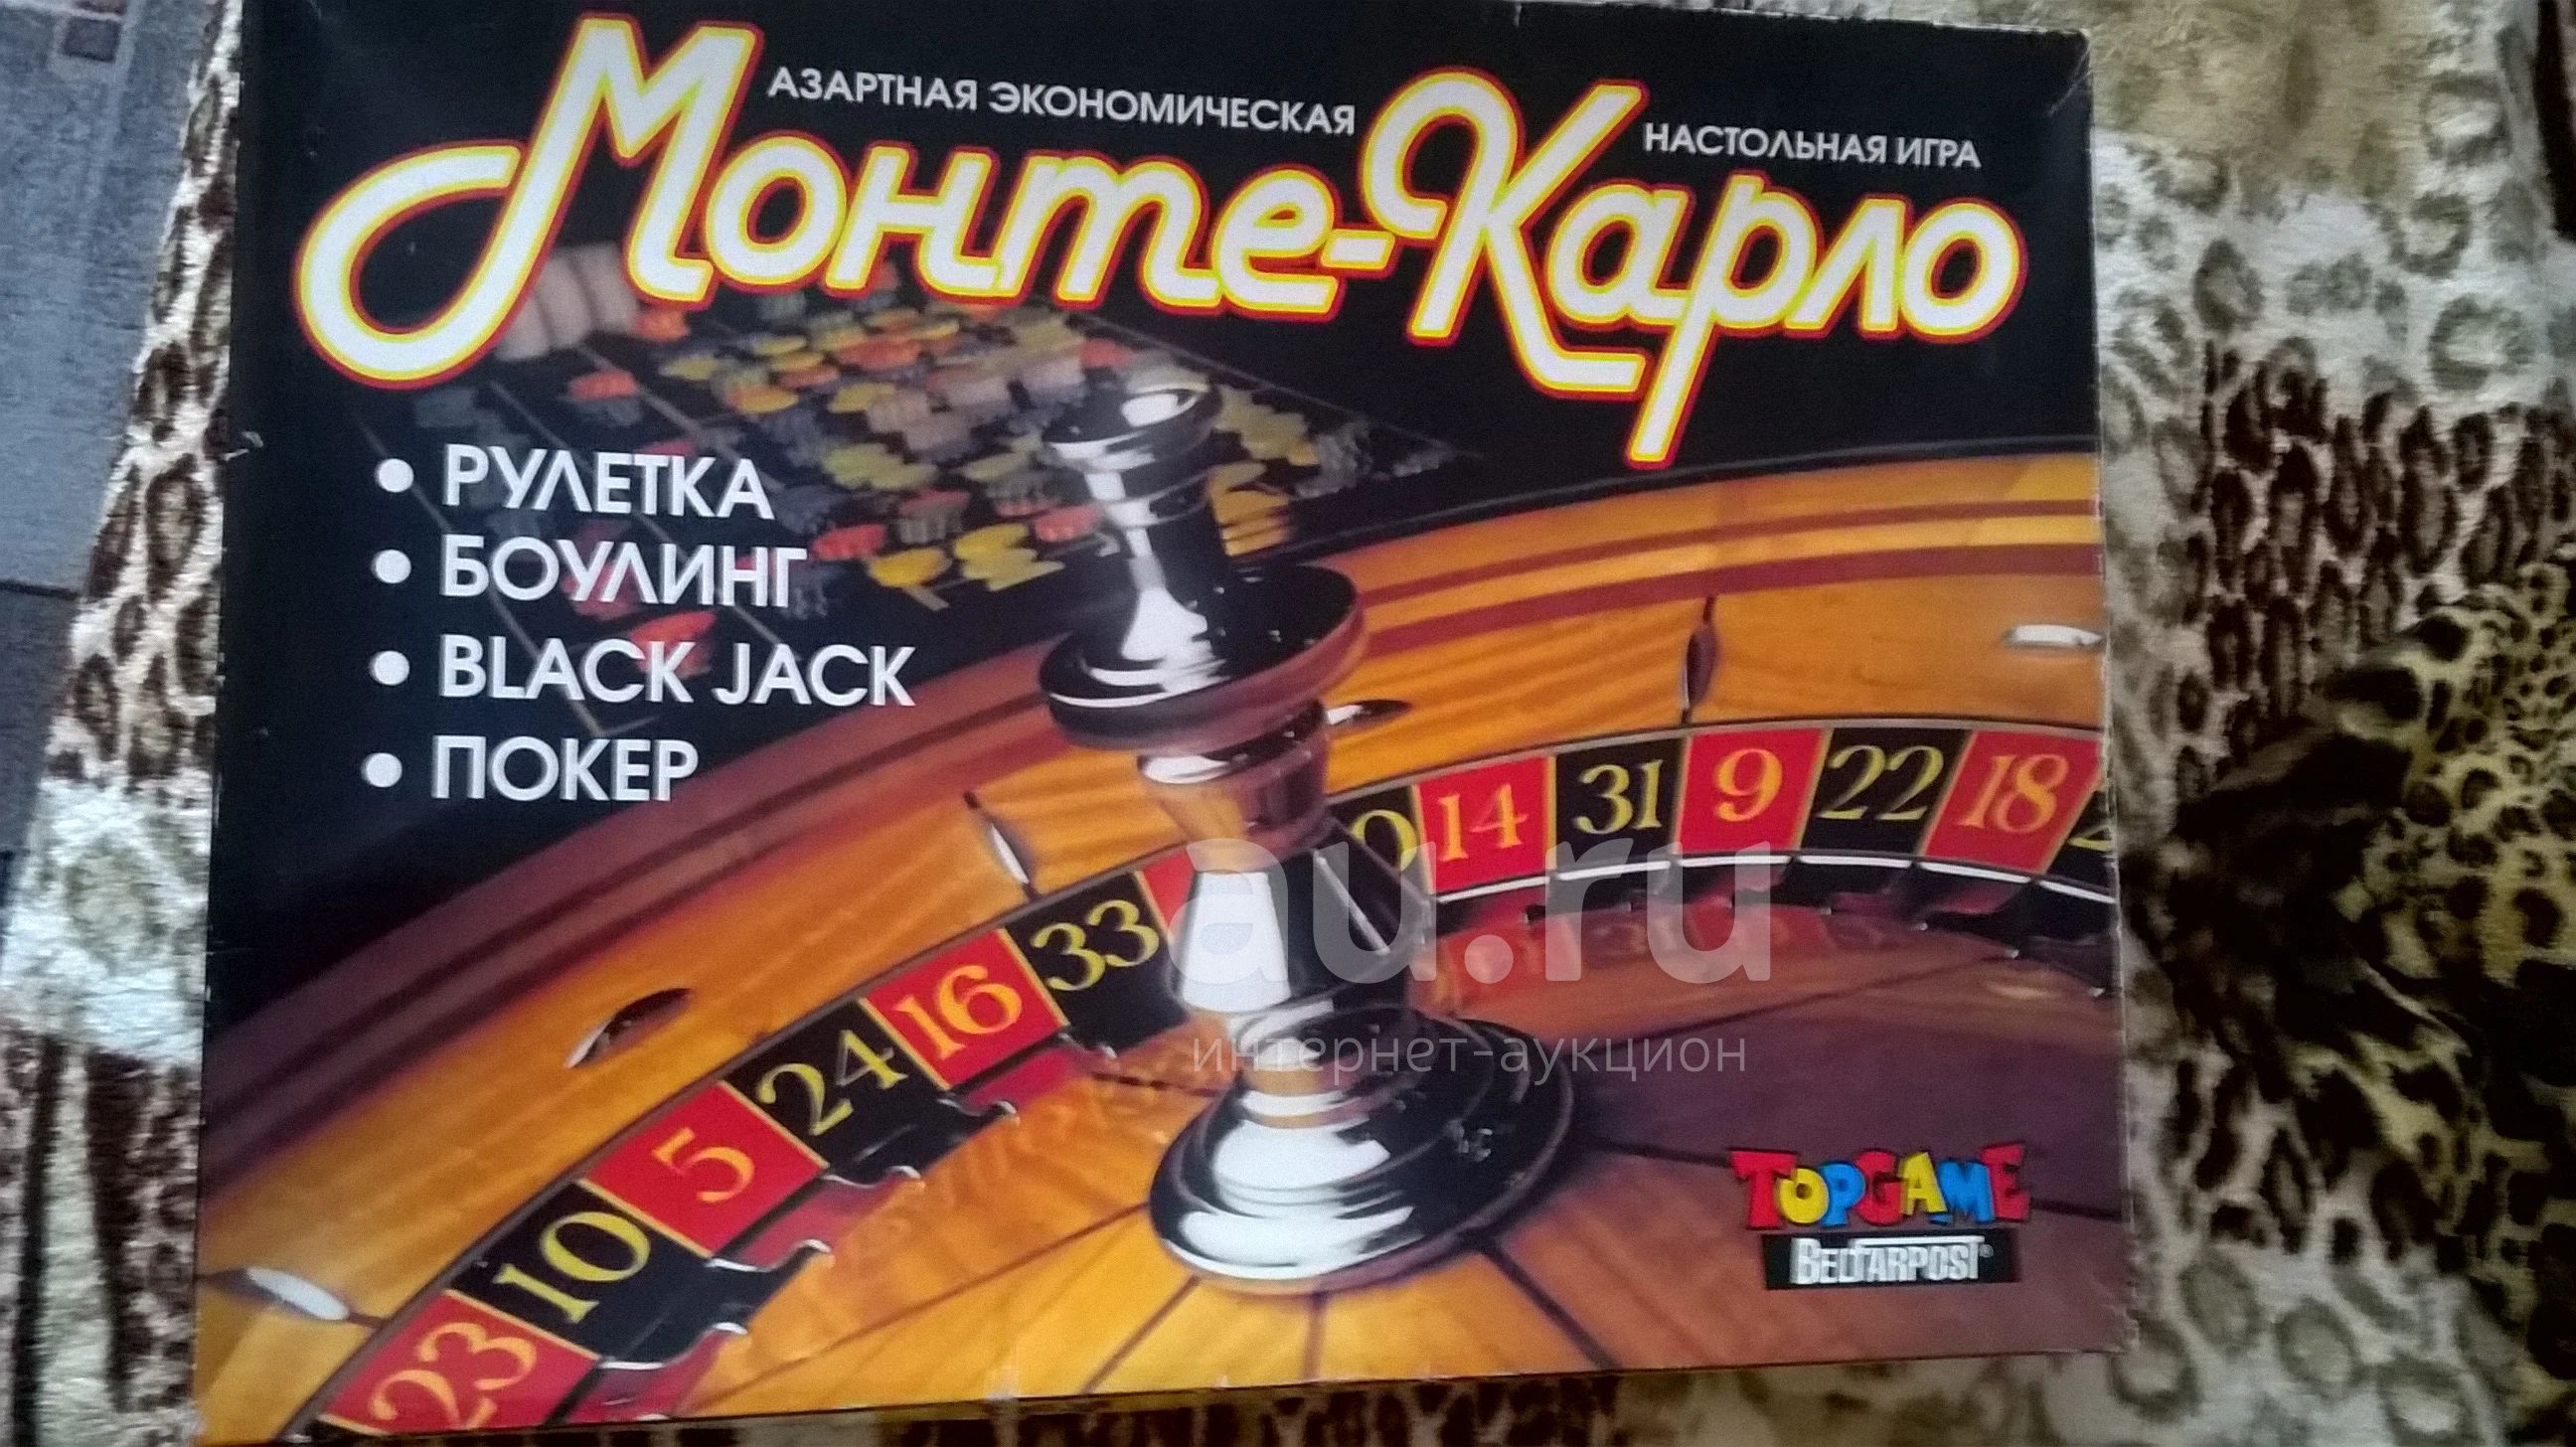 АЗАРТНАЯ ЭКОНОМИЧЕСКАЯ НАСТОЛЬНАЯ ИГРА
Монте-Карло
• РУЛЕТКА
• БОУЛИНГ
• BLACK JACK
• ПОКЕР
14 31 9 22 18
33
16
24
5
10
23
au.ru
интернет-аукцион
TOPGAME
BELFARPOST®